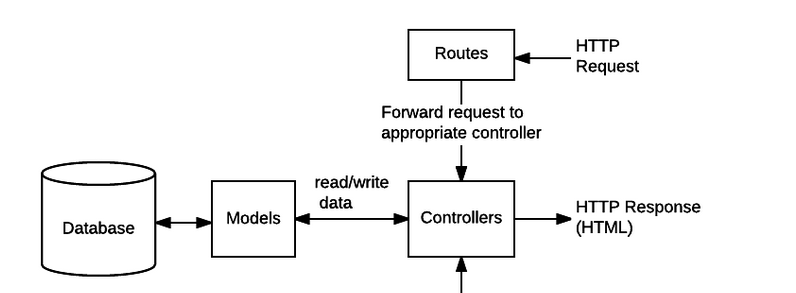 Routes
HTTP
Request
Forward request to
appropriate controller
read/write
data
Database
Models
Controllers
HTTP Response
(HTML)